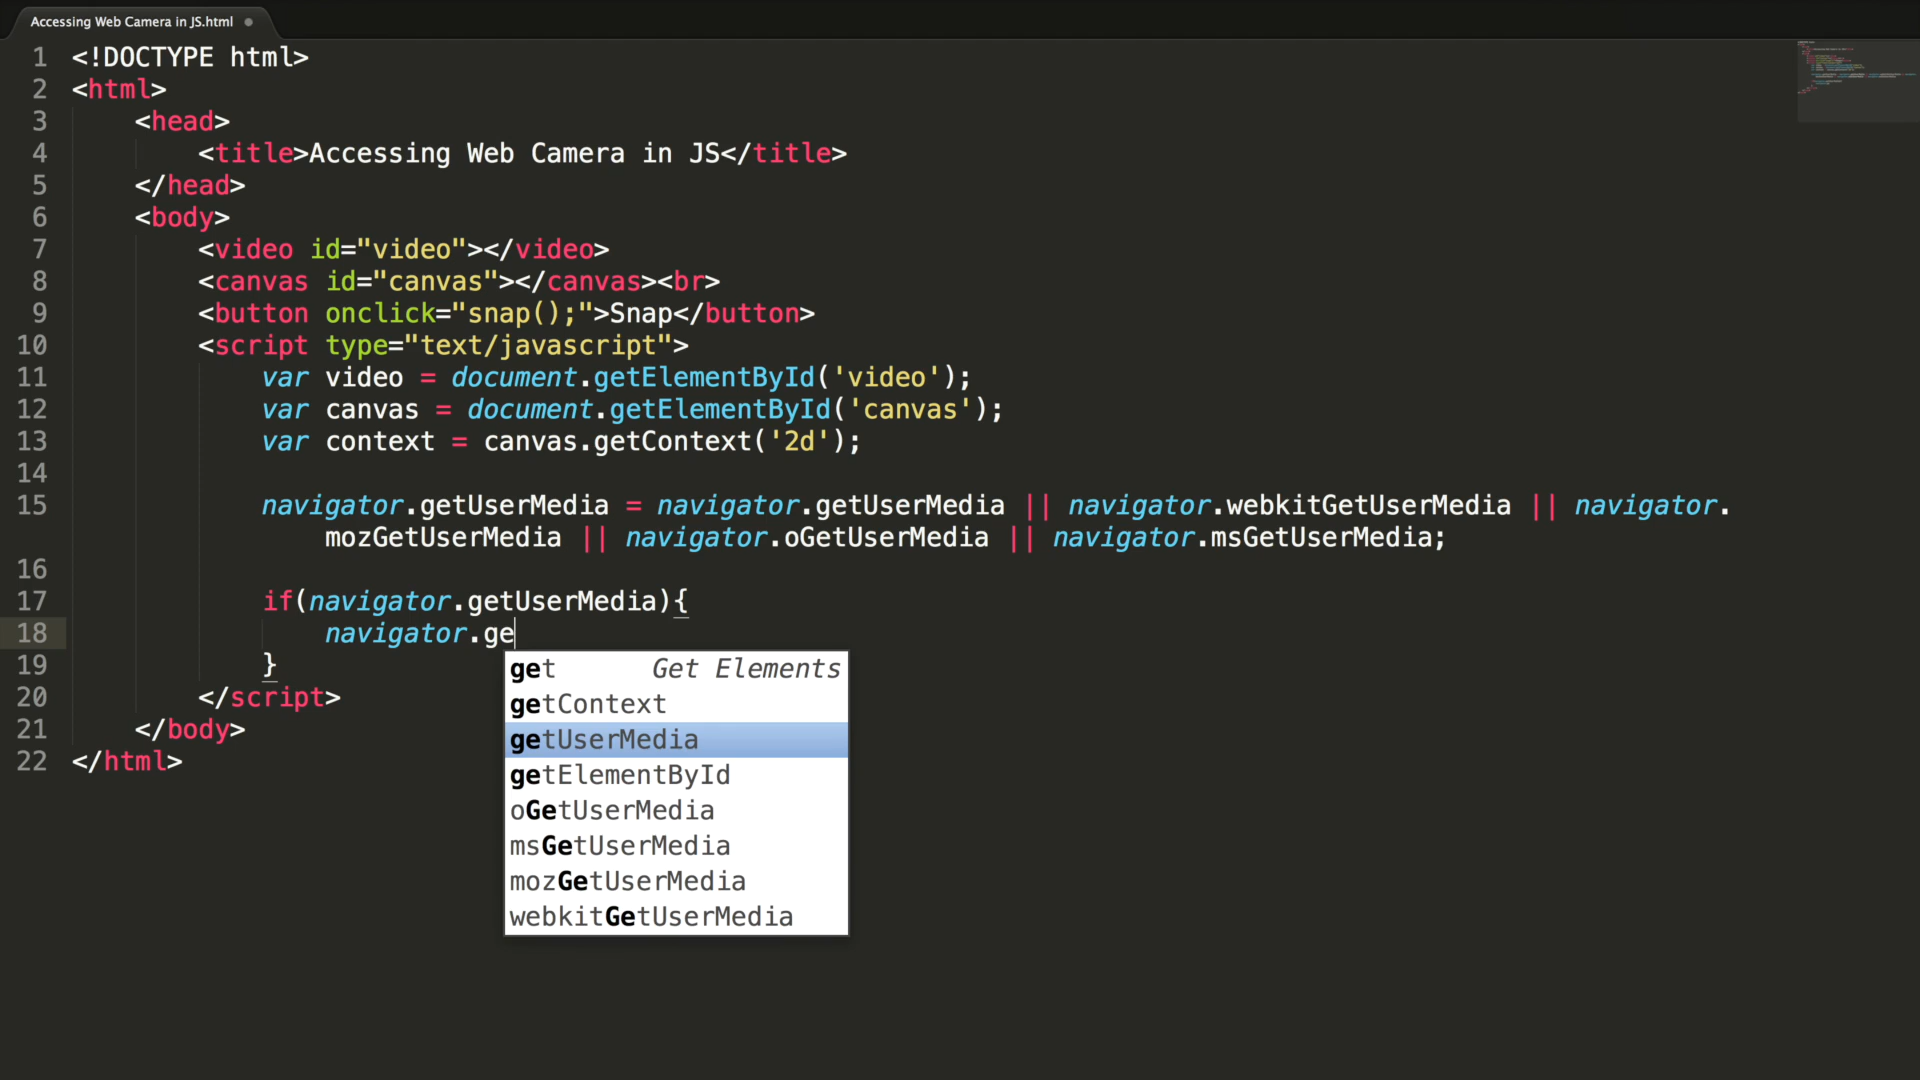 Accessing Web Camera in JS.html
1 <!DOCTYPE html>
2 <html>
3 <head>
4 <title>Accessing Web Camera in JS</title>
5 </head>
6 <body>
7 <video id="video"></video>
8 <canvas id="canvas"></canvas><br>
9 <button onclick="snap();">Snap</button>
10 <script type="text/javascript">
11 var video = document.getElementById('video');
12 var canvas = document.getElementById('canvas');
13 var context = canvas.getContext('2d');
14
15 navigator.getUserMedia = navigator.getUserMedia || navigator.webkitGetUserMedia || navigator.
mozGetUserMedia || navigator.oGetUserMedia || navigator.msGetUserMedia;
16
17 if(navigator.getUserMedia){
18 navigator.ge
19 }
20 </script>
21 </body>
22 </html>
get Get Elements
getContext
getUserMedia
getElementById
oGetUserMedia
msGetUserMedia
mozGetUserMedia
webkitGetUserMedia